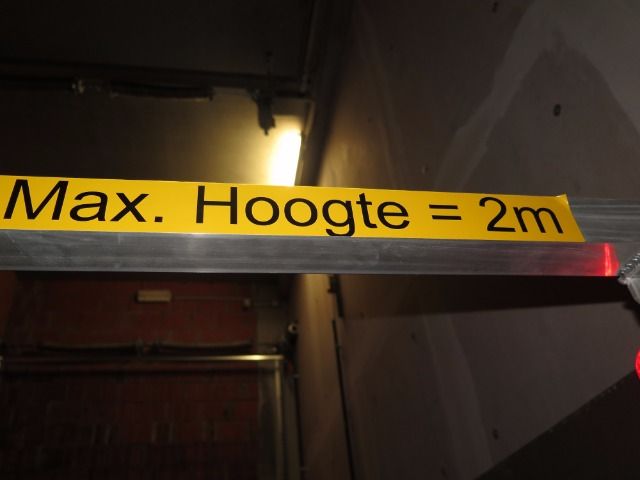 Max. Hoogte = 2m